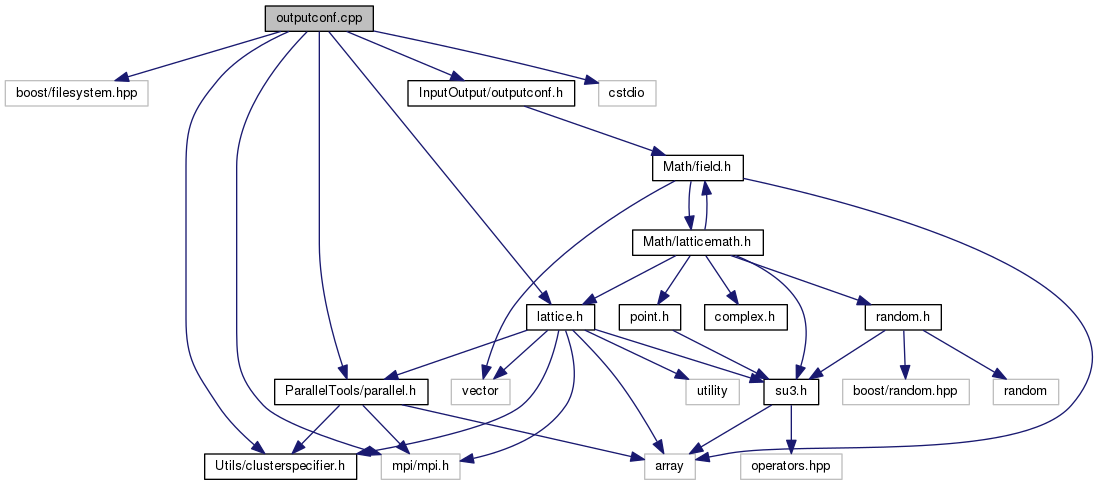 outputconf.cpp
boost/filesystem.hpp
InputOutput/outputconf.h
cstdio
Math/field.h
Math/latticemath.h
lattice.h
point.h
complex.h
random.h
ParallelTools/parallel.h
vector
utility
su3.h
boost/random.hpp
random
Utils/clusterspecifier.h
mpi/mpi.h
array
operators.hpp